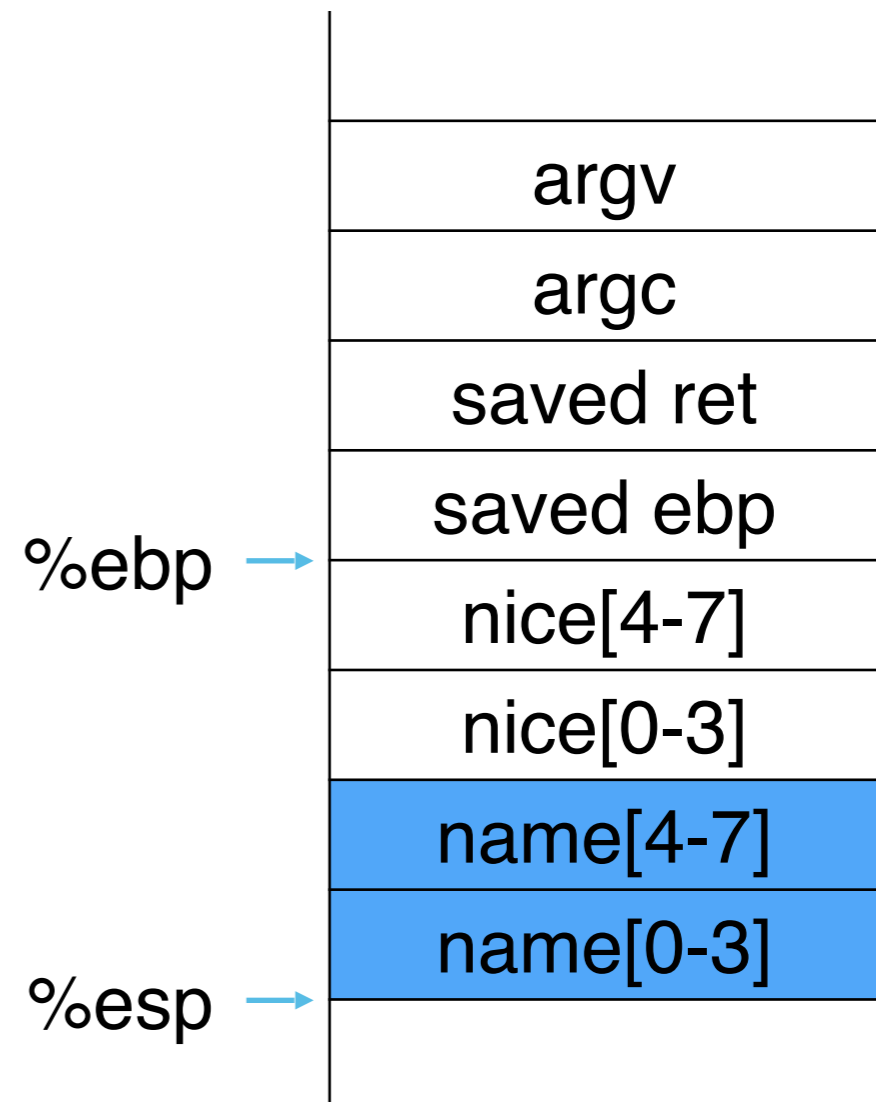 argv
argc
saved ret
saved ebp
%ebp
nice[4-7]
nice[0-3]
name[4-7]
name[0-3]
%esp